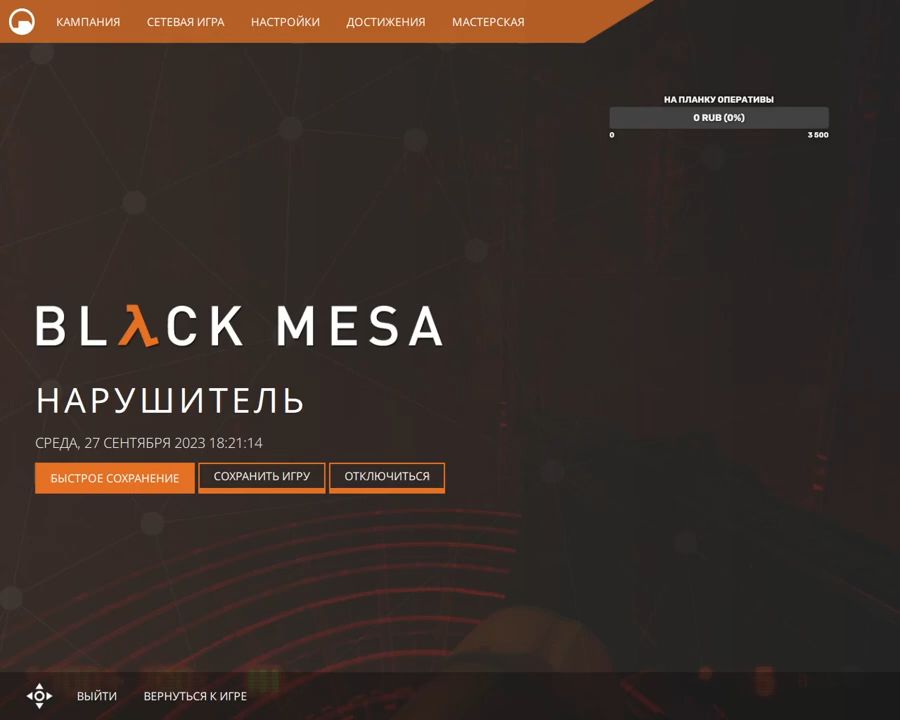 КАМПАНИЯ СЕТЕВАЯ ИГРА НАСТРОЙКИ ДОСТИЖЕНИЯ МАСТЕРСКАЯ
НА ПЛАНКУ ОПЕРАТИВЫ
0 RUB (0%)
0 3 500
BLλCK MESA
НАРУШИТЕЛЬ
СРЕДА, 27 СЕНТЯБРЯ 2023 18:21:14
БЫСТРОЕ СОХРАНЕНИЕ СОХРАНИТЬ ИГРУ ОТКЛЮЧИТЬСЯ
ВЫЙТИ ВЕРНУТЬСЯ К ИГРЕ